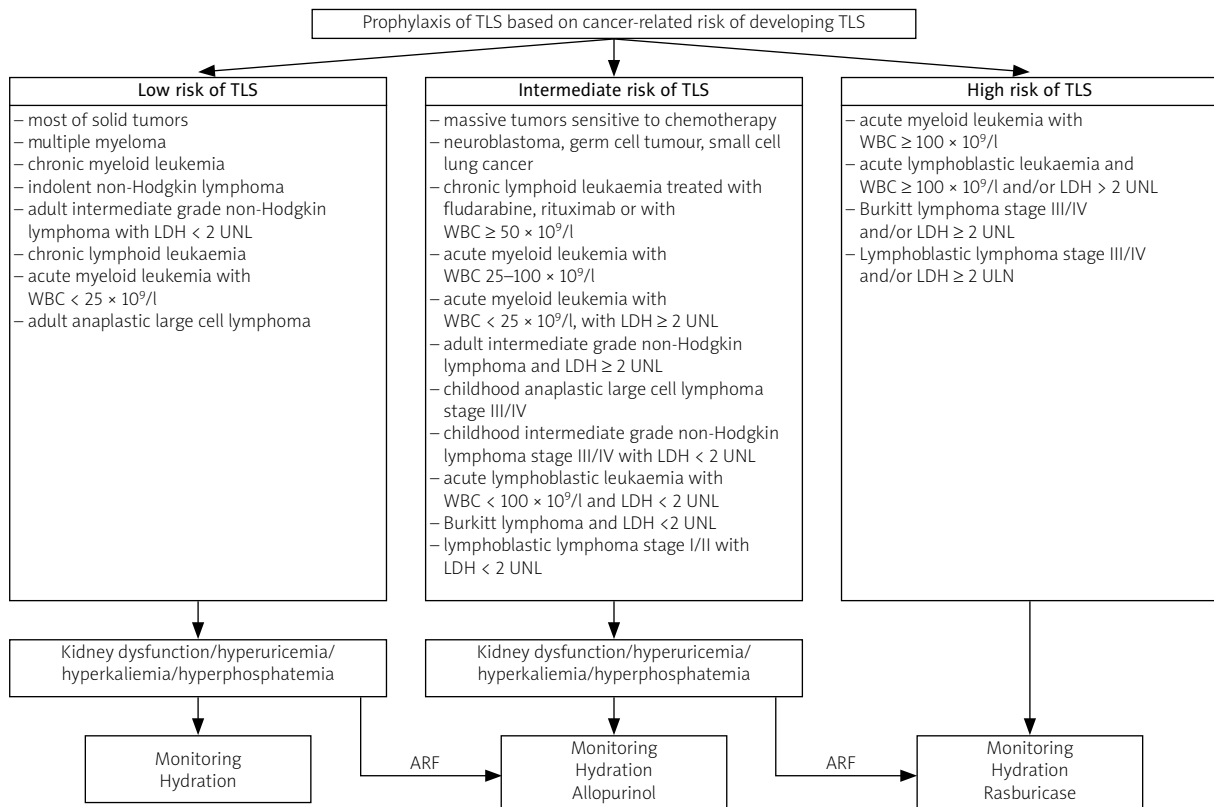 Prophylaxis of TLS based on cancer-related risk of developing TLS
Low risk of TLS
– most of solid tumors
– multiple myeloma
– chronic myeloid leukemia
– indolent non-Hodgkin lymphoma
– adult intermediate grade non-Hodgkin
lymphoma with LDH < 2 UNL
– chronic lymphoid leukaemia
– acute myeloid leukemia with
WBC < 25 × 10⁹/l
– adult anaplastic large cell lymphoma
Intermediate risk of TLS
– massive tumors sensitive to chemotherapy
– neuroblastoma, germ cell tumour, small cell
lung cancer
– chronic lymphoid leukaemia treated with
fludarabine, rituximab or with
WBC ≥ 50 × 10⁹/l
– acute myeloid leukemia with
WBC 25–100 × 10⁹/l
– acute myeloid leukemia with
WBC < 25 × 10⁹/l, with LDH ≥ 2 UNL
– adult intermediate grade non-Hodgkin
lymphoma and LDH ≥ 2 UNL
– childhood anaplastic large cell lymphoma
stage III/IV
– childhood intermediate grade non-Hodgkin
lymphoma stage III/IV with LDH < 2 UNL
– acute lymphoblastic leukaemia with
WBC < 100 × 10⁹/l and LDH < 2 UNL
– Burkitt lymphoma and LDH <2 UNL
– lymphoblastic lymphoma stage I/II with
LDH < 2 UNL
High risk of TLS
– acute myeloid leukemia with
WBC ≥ 100 × 10⁹/l
– acute lymphoblastic leukaemia and
WBC ≥ 100 × 10⁹/l and/or LDH > 2 UNL
– Burkitt lymphoma stage III/IV
and/or LDH ≥ 2 UNL
– Lymphoblastic lymphoma stage III/IV
and/or LDH ≥ 2 ULN
Kidney dysfunction/hyperuricemia/
hyperkaliemia/hyperphosphatemia
Kidney dysfunction/hyperuricemia/
hyperkaliemia/hyperphosphatemia
Monitoring
Hydration
ARF
Monitoring
Hydration
Allopurinol
ARF
Monitoring
Hydration
Rasburicase